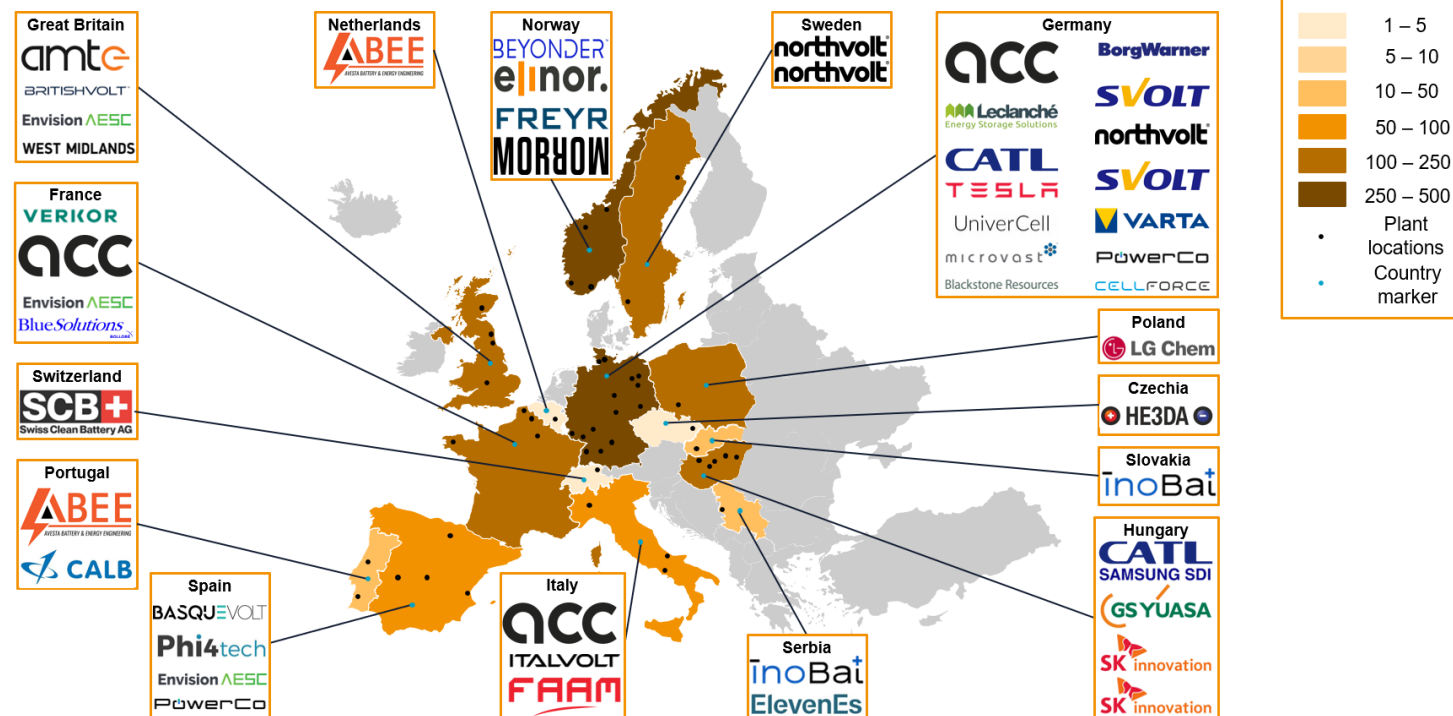 Great Britain
amte
BRITISHVOLT
Envision AESC
WEST MIDLANDS
France
VERKOR
acc
Envision AESC
BlueSolutions
BOLLORÉ
Switzerland
SCB
Swiss Clean Battery AG
Portugal
ABEE
AVESTA BATTERY & ENERGY ENGINEERING
CALB
Spain
BASQUEVOLT
Phi4tech
Envision AESC
PowerCo
Netherlands
ABEE
AVESTA BATTERY & ENERGY ENGINEERING
Norway
BEYONDER
elinor.
FREYR
MORROW
Sweden
northvolt
northvolt
Italy
acc
ITALVOLT
FAAM
Serbia
inoBat
ElevenEs
Germany
acc
Leclanché
Energy Storage Solutions
CATL
TESLA
UniverCell
microvast
Blackstone Resources
BorgWarner
SVOLT
northvolt
SVOLT
VARTA
PowerCo
CELLFORCE
Poland
LG Chem
Czechia
HE3DA
Slovakia
inoBat
Hungary
CATL
SAMSUNG SDI
GS YUASA
SK innovation
SK innovation
1 – 5
5 – 10
10 – 50
50 – 100
100 – 250
250 – 500
Plant
locations
Country
marker